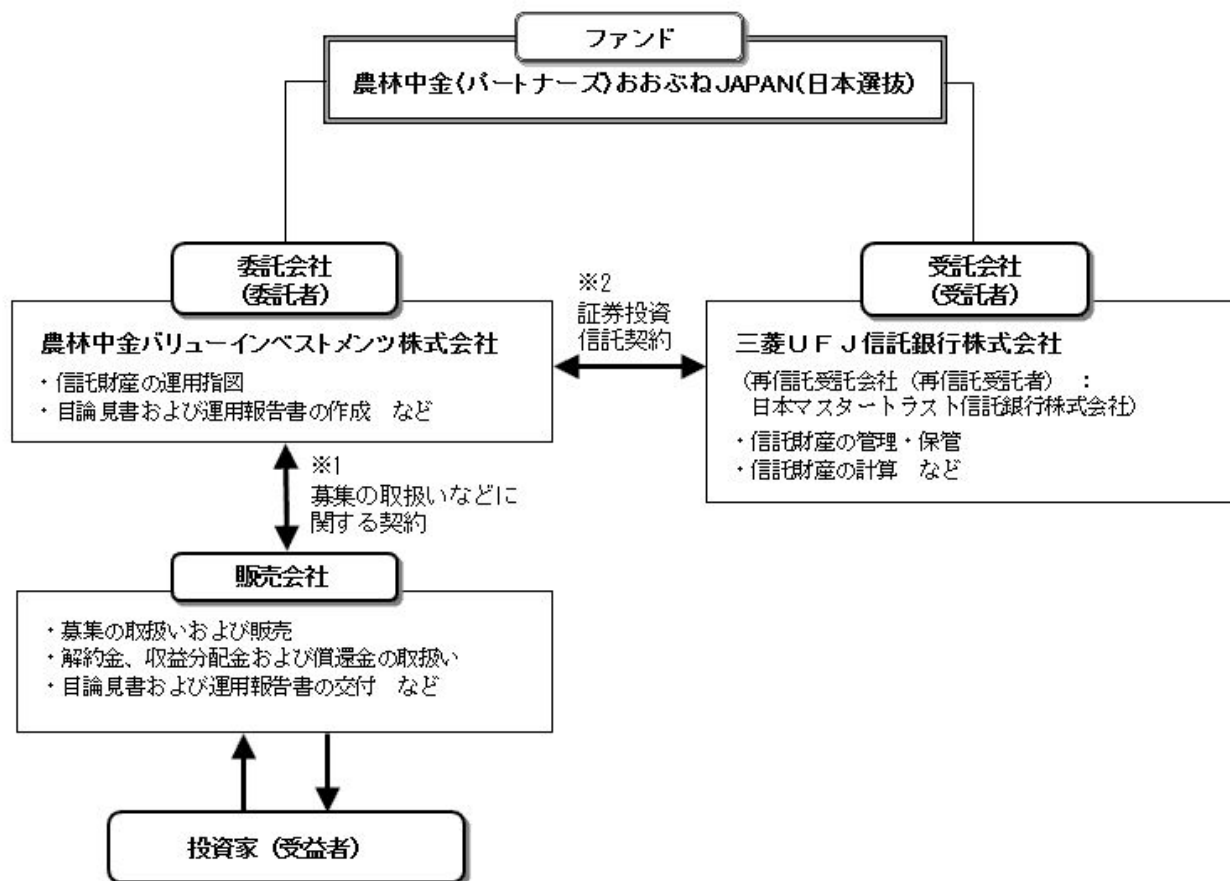 ファンド
農林中金〈パートナーズ〉おおぶねJAPAN(日本選抜)
委託会社
(委託者)
農林中金バリューインベストメンツ株式会社
・信託財産の運用指図
・目論見書および運用報告書の作成　など
※2
証券投資
信託契約
受託会社
(受託者)
三菱ＵＦＪ信託銀行株式会社
(再信託受託会社（再信託受託者）　：
日本マスタートラスト信託銀行株式会社)
・信託財産の管理・保管
・信託財産の計算　など
※1
募集の取扱いなどに
関する契約
販売会社
・募集の取扱いおよび販売
・解約金、収益分配金および償還金の取扱い
・目論見書および運用報告書の交付　など
投資家（受益者）